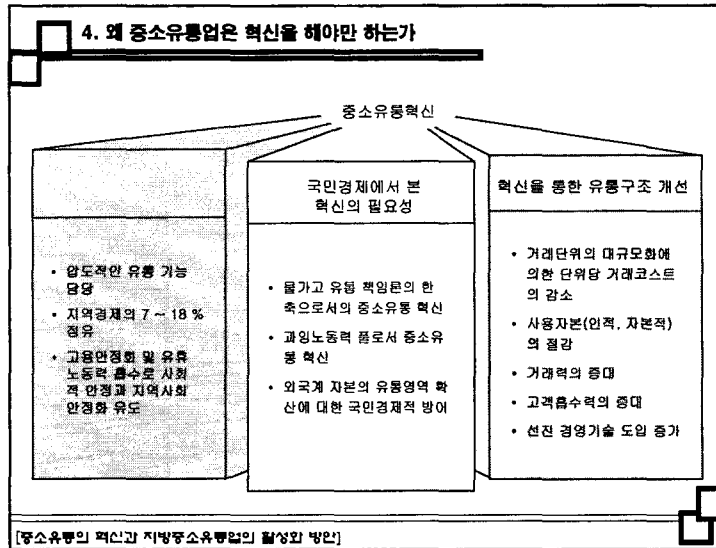 4. 왜 중소유통업은 혁신을 해야만 하는가
중소유통혁신
• 압도적인 유통 기능
담당
• 지역경제의 7 ~ 18 %
점유
• 고용안정화 및 유휴
노동력 흡수로 사회
적 안정과 지역사회
안정화 유도
국민경제에서 본
혁신의 필요성
• 물가고 유통 책임론의 한
축으로서의 중소유통 혁신
• 과잉노동력 풀로서 중소유
통 혁신
• 외국계 자본의 유통영역 확
산에 대한 국민경제적 방어
혁신을 통한 유통구조 개선
• 거래단위의 대규모화에
의한 단위당 거래코스트
의 감소
• 사용자본(인적, 자본적)
의 절감
• 거래력의 증대
• 고객흡수력의 증대
• 선진 경영기술 도입 증가
[중소유통의 혁신과 지방중소유통업의 활성화 방안]